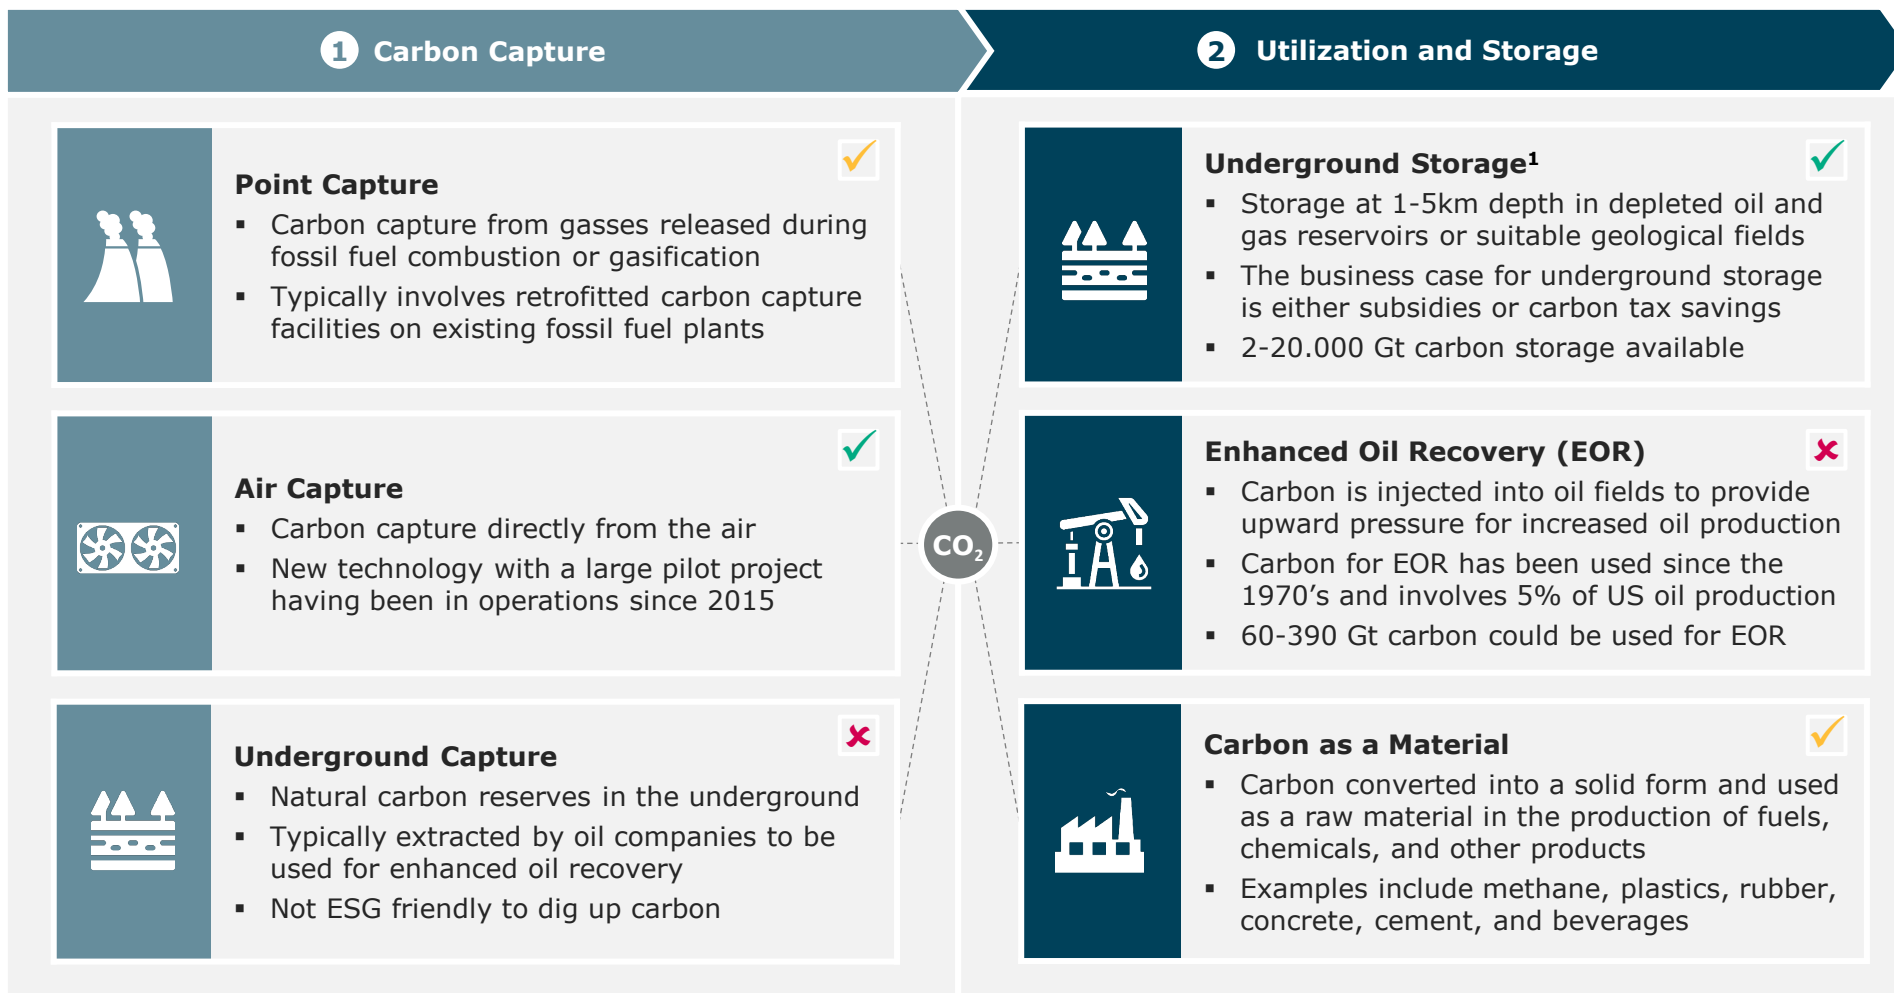 1 Carbon Capture
2 Utilization and Storage
Point Capture
▪ Carbon capture from gasses released during
fossil fuel combustion or gasification
▪ Typically involves retrofitted carbon capture
facilities on existing fossil fuel plants
Air Capture
▪ Carbon capture directly from the air
▪ New technology with a large pilot project
having been in operations since 2015
Underground Capture
▪ Natural carbon reserves in the underground
▪ Typically extracted by oil companies to be
used for enhanced oil recovery
▪ Not ESG friendly to dig up carbon
CO₂
Underground Storage¹
▪ Storage at 1-5km depth in depleted oil and
gas reservoirs or suitable geological fields
▪ The business case for underground storage
is either subsidies or carbon tax savings
▪ 2-20.000 Gt carbon storage available
Enhanced Oil Recovery (EOR)
▪ Carbon is injected into oil fields to provide
upward pressure for increased oil production
▪ Carbon for EOR has been used since the
1970’s and involves 5% of US oil production
▪ 60-390 Gt carbon could be used for EOR
Carbon as a Material
▪ Carbon converted into a solid form and used
as a raw material in the production of fuels,
chemicals, and other products
▪ Examples include methane, plastics, rubber,
concrete, cement, and beverages